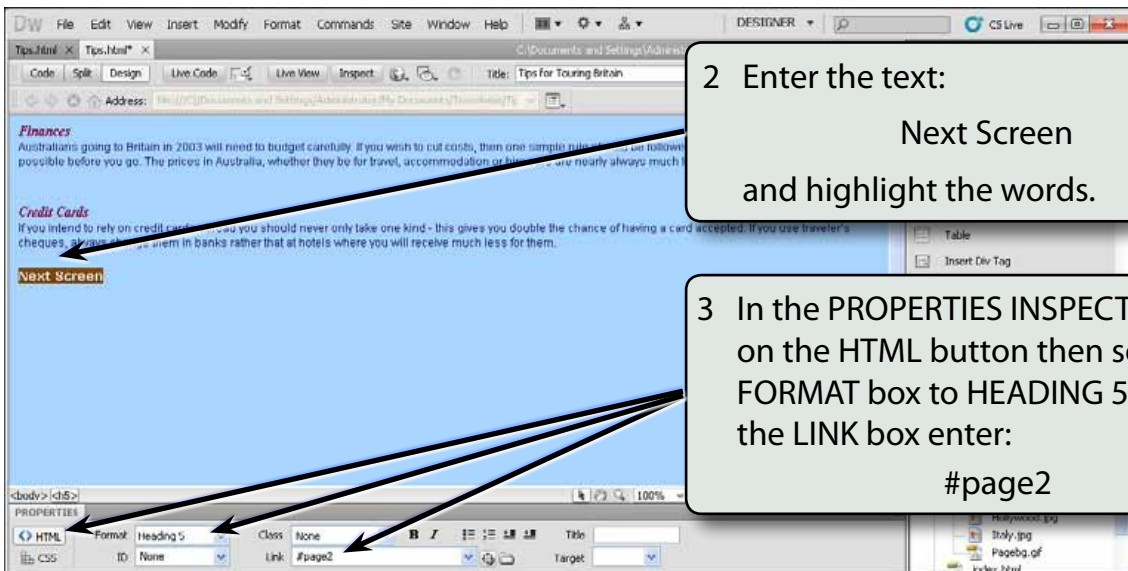 DW File Edit View Insert Modify Format Commands Site Window Help DESIGNER CS Live
Tips.html × Tips.html* ×
Code Split Design Live Code Live View Inspect Title: Tips for Touring Britain
Address:
Finances
Australians going to Britain in 2003 will need to budget carefully. If you wish to cut costs, then one simple rule
possible before you go. The prices in Australia, whether they be for travel, accommodation or are nearly always much
Credit Cards
If you intend to rely on credit cards you should never only take one kind - this gives you double the chance of having a card accepted. If you use traveler's
cheques, always them in banks rather that at hotels where you will receive much less for them.
Next Screen
2 Enter the text:
Next Screen
and highlight the words.
Table
Insert Div Tag
3 In the PROPERTIES INSPECT
on the HTML button then s
FORMAT box to HEADING 5
the LINK box enter:
#page2
<body> <h5> 100%
PROPERTIES
<> HTML Format Heading 5 Class None B I Title
CSS ID None Link #page2 Target
Hollywood.jpg
Italy.jpg
Pagebg.gif
index.html